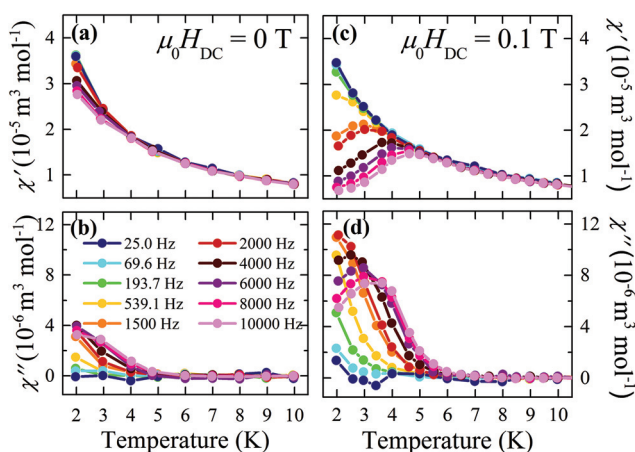 (a) μ₀H_DC = 0 T
(c) μ₀H_DC = 0.1 T
χ′ (10⁻⁵ m³ mol⁻¹)
4
3
2
1
4
3
2
1
χ′ (10⁻⁵ m³ mol⁻¹)
(b)
25.0 Hz 2000 Hz
69.6 Hz 4000 Hz
193.7 Hz 6000 Hz
539.1 Hz 8000 Hz
1500 Hz 10000 Hz
(d)
χ″ (10⁻⁶ m³ mol⁻¹)
12
8
4
0
12
8
4
0
χ″ (10⁻⁶ m³ mol⁻¹)
2 3 4 5 6 7 8 9 10
2 3 4 5 6 7 8 9 10
Temperature (K)
Temperature (K)